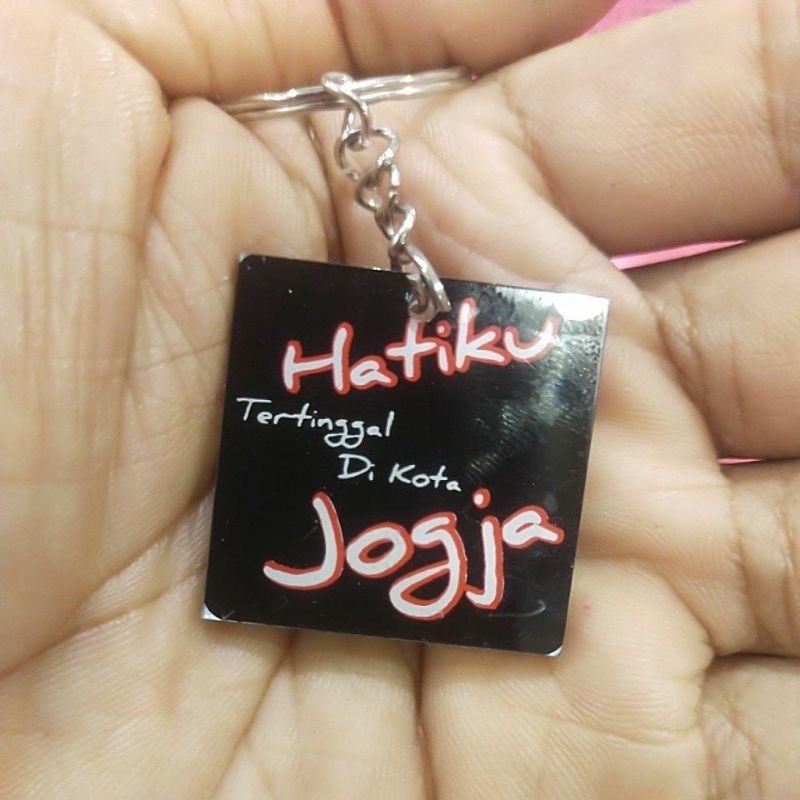 Hatiku
Tertinggal
Di Kota
Jogja